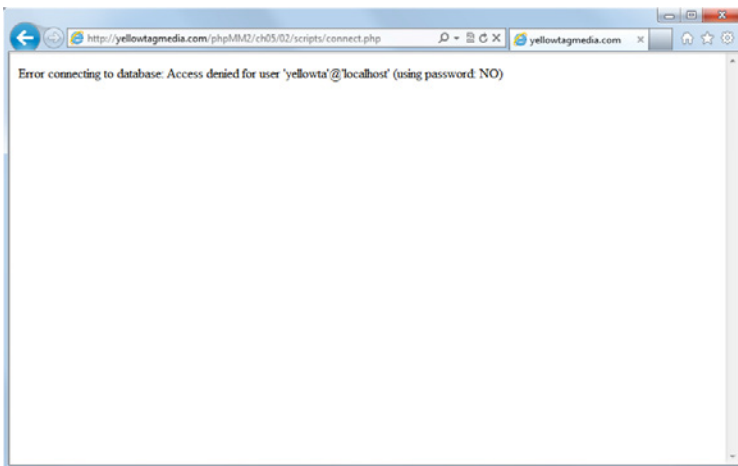 http://yellowtagmedia.com/phpMM2/ch05/02/scripts/connect.php
yellowtagmedia.com
Error connecting to database: Access denied for user 'yellowta'@'localhost' (using password: NO)